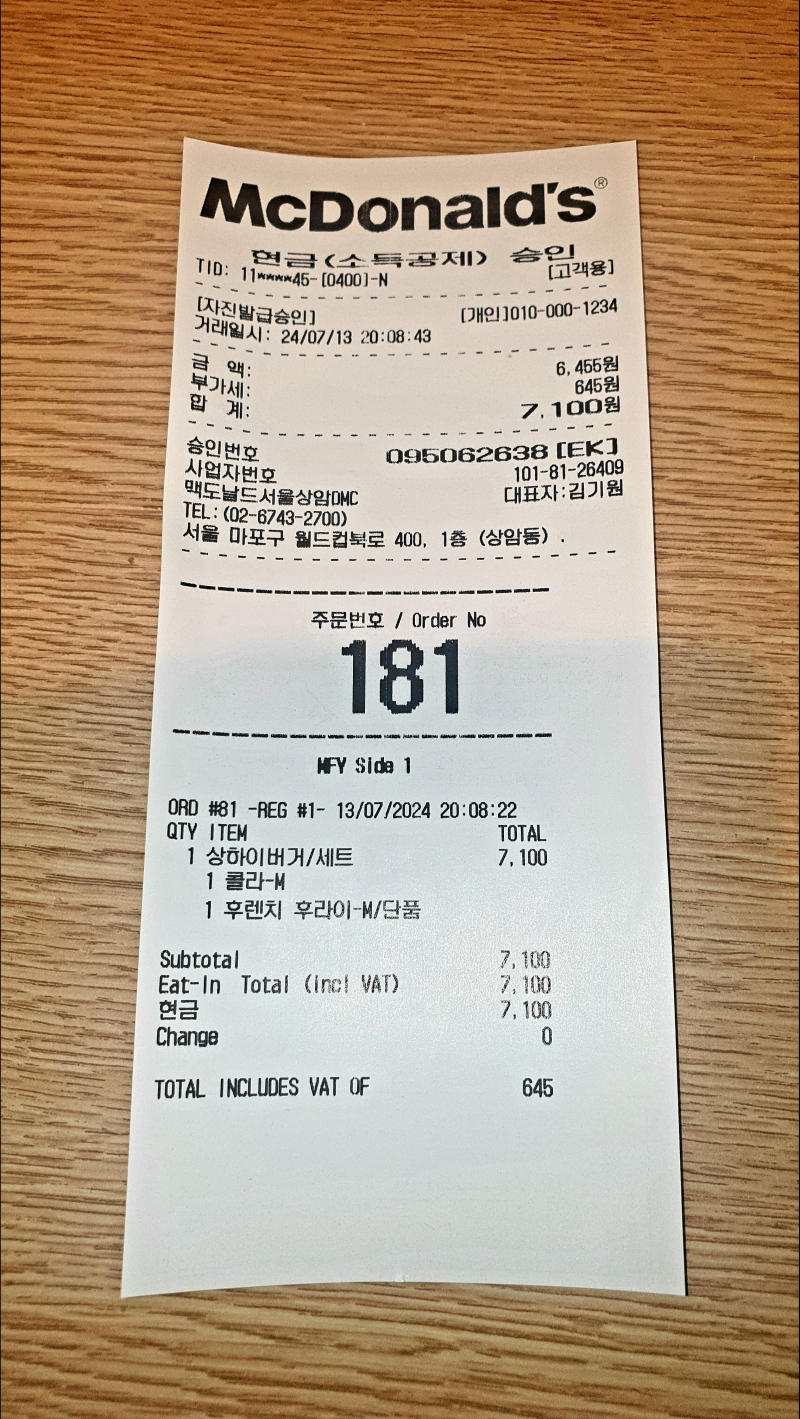 McDonald's®
현금(소득공제) 승인
TID: 11****45-[0400]-N [고객용]
[자진발급승인] [개인]010-000-1234
거래일시: 24/07/13 20:08:43
금 액: 6,455원
부가세: 645원
합 계: 7,100원
승인번호 095062638 [EK]
사업자번호 101-81-26409
맥도날드서울상암DMC 대표자:김기원
TEL:(02-6743-2700)
서울 마포구 월드컵북로 400, 1층 (상암동) .
주문번호 / Order No
181
MFY Side 1
ORD #81 -REG #1- 13/07/2024 20:08:22
QTY ITEM TOTAL
1 상하이버거/세트 7,100
1 콜라-M
1 후렌치 후라이-M/단품
Subtotal 7,100
Eat-In Total (incl VAT) 7,100
현금 7,100
Change 0
TOTAL INCLUDES VAT OF 645